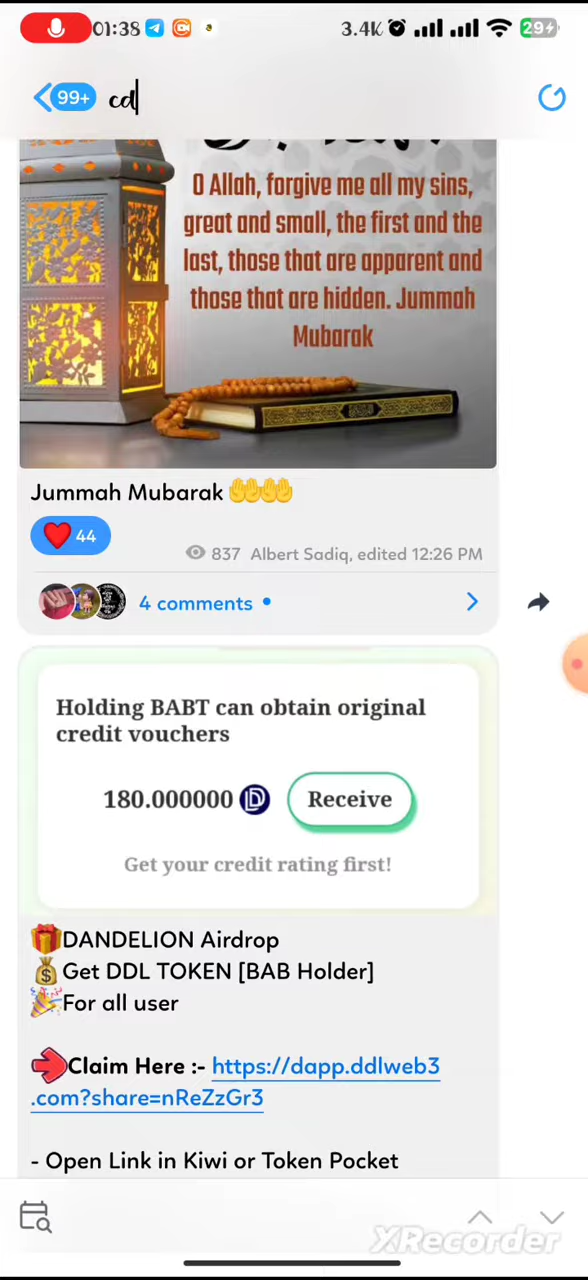 01:38
3.4K
29
99+
cd
O Allah, forgive me all my sins,
great and small, the first and the
last, those that are apparent and
those that are hidden. Jummah
Mubarak
Jummah Mubarak 🤲🤲
❤️ 44
837 Albert Sadiq, edited 12:26 PM
4 comments
Holding BABT can obtain original
credit vouchers
180.000000
Receive
Get your credit rating first!
🎁DANDELION Airdrop
💰Get DDL TOKEN [BAB Holder]
🎉For all user
Claim Here :- https://dapp.ddlweb3
.com?share=nReZzGr3
- Open Link in Kiwi or Token Pocket
XRecorder